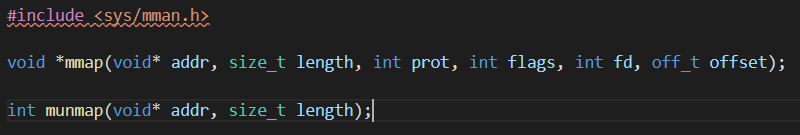 #include <sys/mman.h>
void *mmap(void* addr, size_t length, int prot, int flags, int fd, off_t offset);
int munmap(void* addr, size_t length);